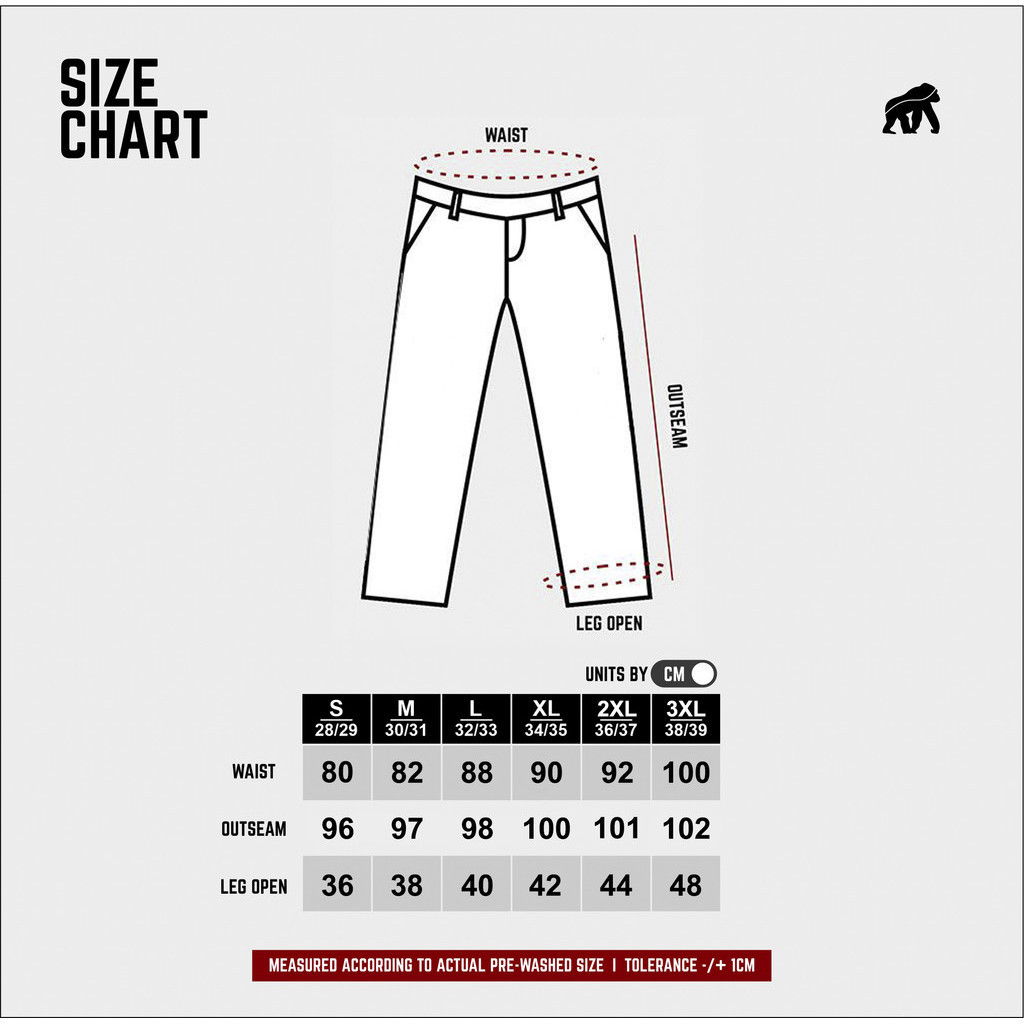 SIZE
CHART
WAIST
OUTSEAM
LEG OPEN
UNITS BY CM
S M L XL 2XL 3XL
28/29 30/31 32/33 34/35 36/37 38/39
WAIST 80 82 88 90 92 100
OUTSEAM 96 97 98 100 101 102
LEG OPEN 36 38 40 42 44 48
MEASURED ACCORDING TO ACTUAL PRE-WASHED SIZE I TOLERANCE -/+ 1CM